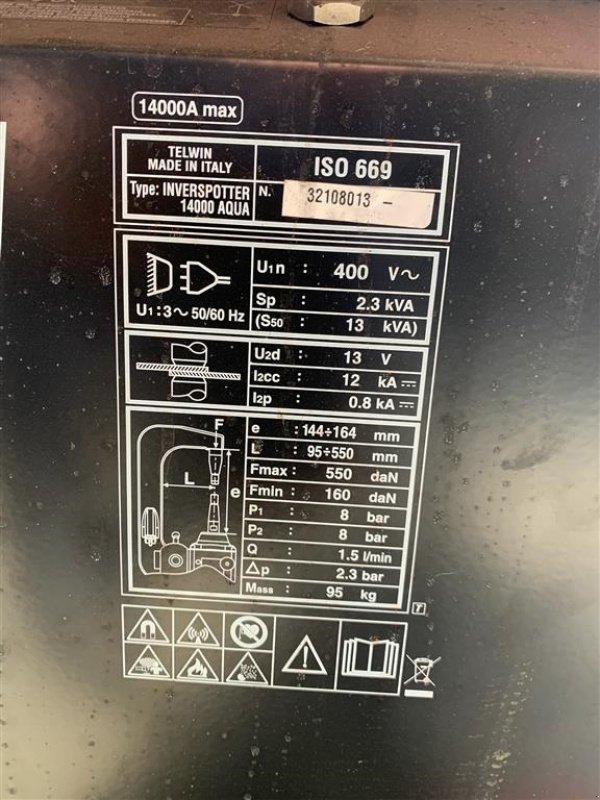 14000A max
TELWIN
MADE IN ITALY
ISO 669
Type: INVERSPOTTER
14000 AQUA
N. 32108013 -
U1 : 3~ 50/60 Hz
U1n : 400 V~
Sp 2.3 kVA
(S50 13 kVA)
U2d : 13 V
I2cc : 12 kA
I2p : 0.8 kA
F
L
e
e : 144÷164 mm
L : 95÷550 mm
Fmax : 550 daN
Fmin : 160 daN
P1 : 8 bar
P2 : 8 bar
Q : 1.5 l/min
Δp : 2.3 bar
Mass : 95 kg